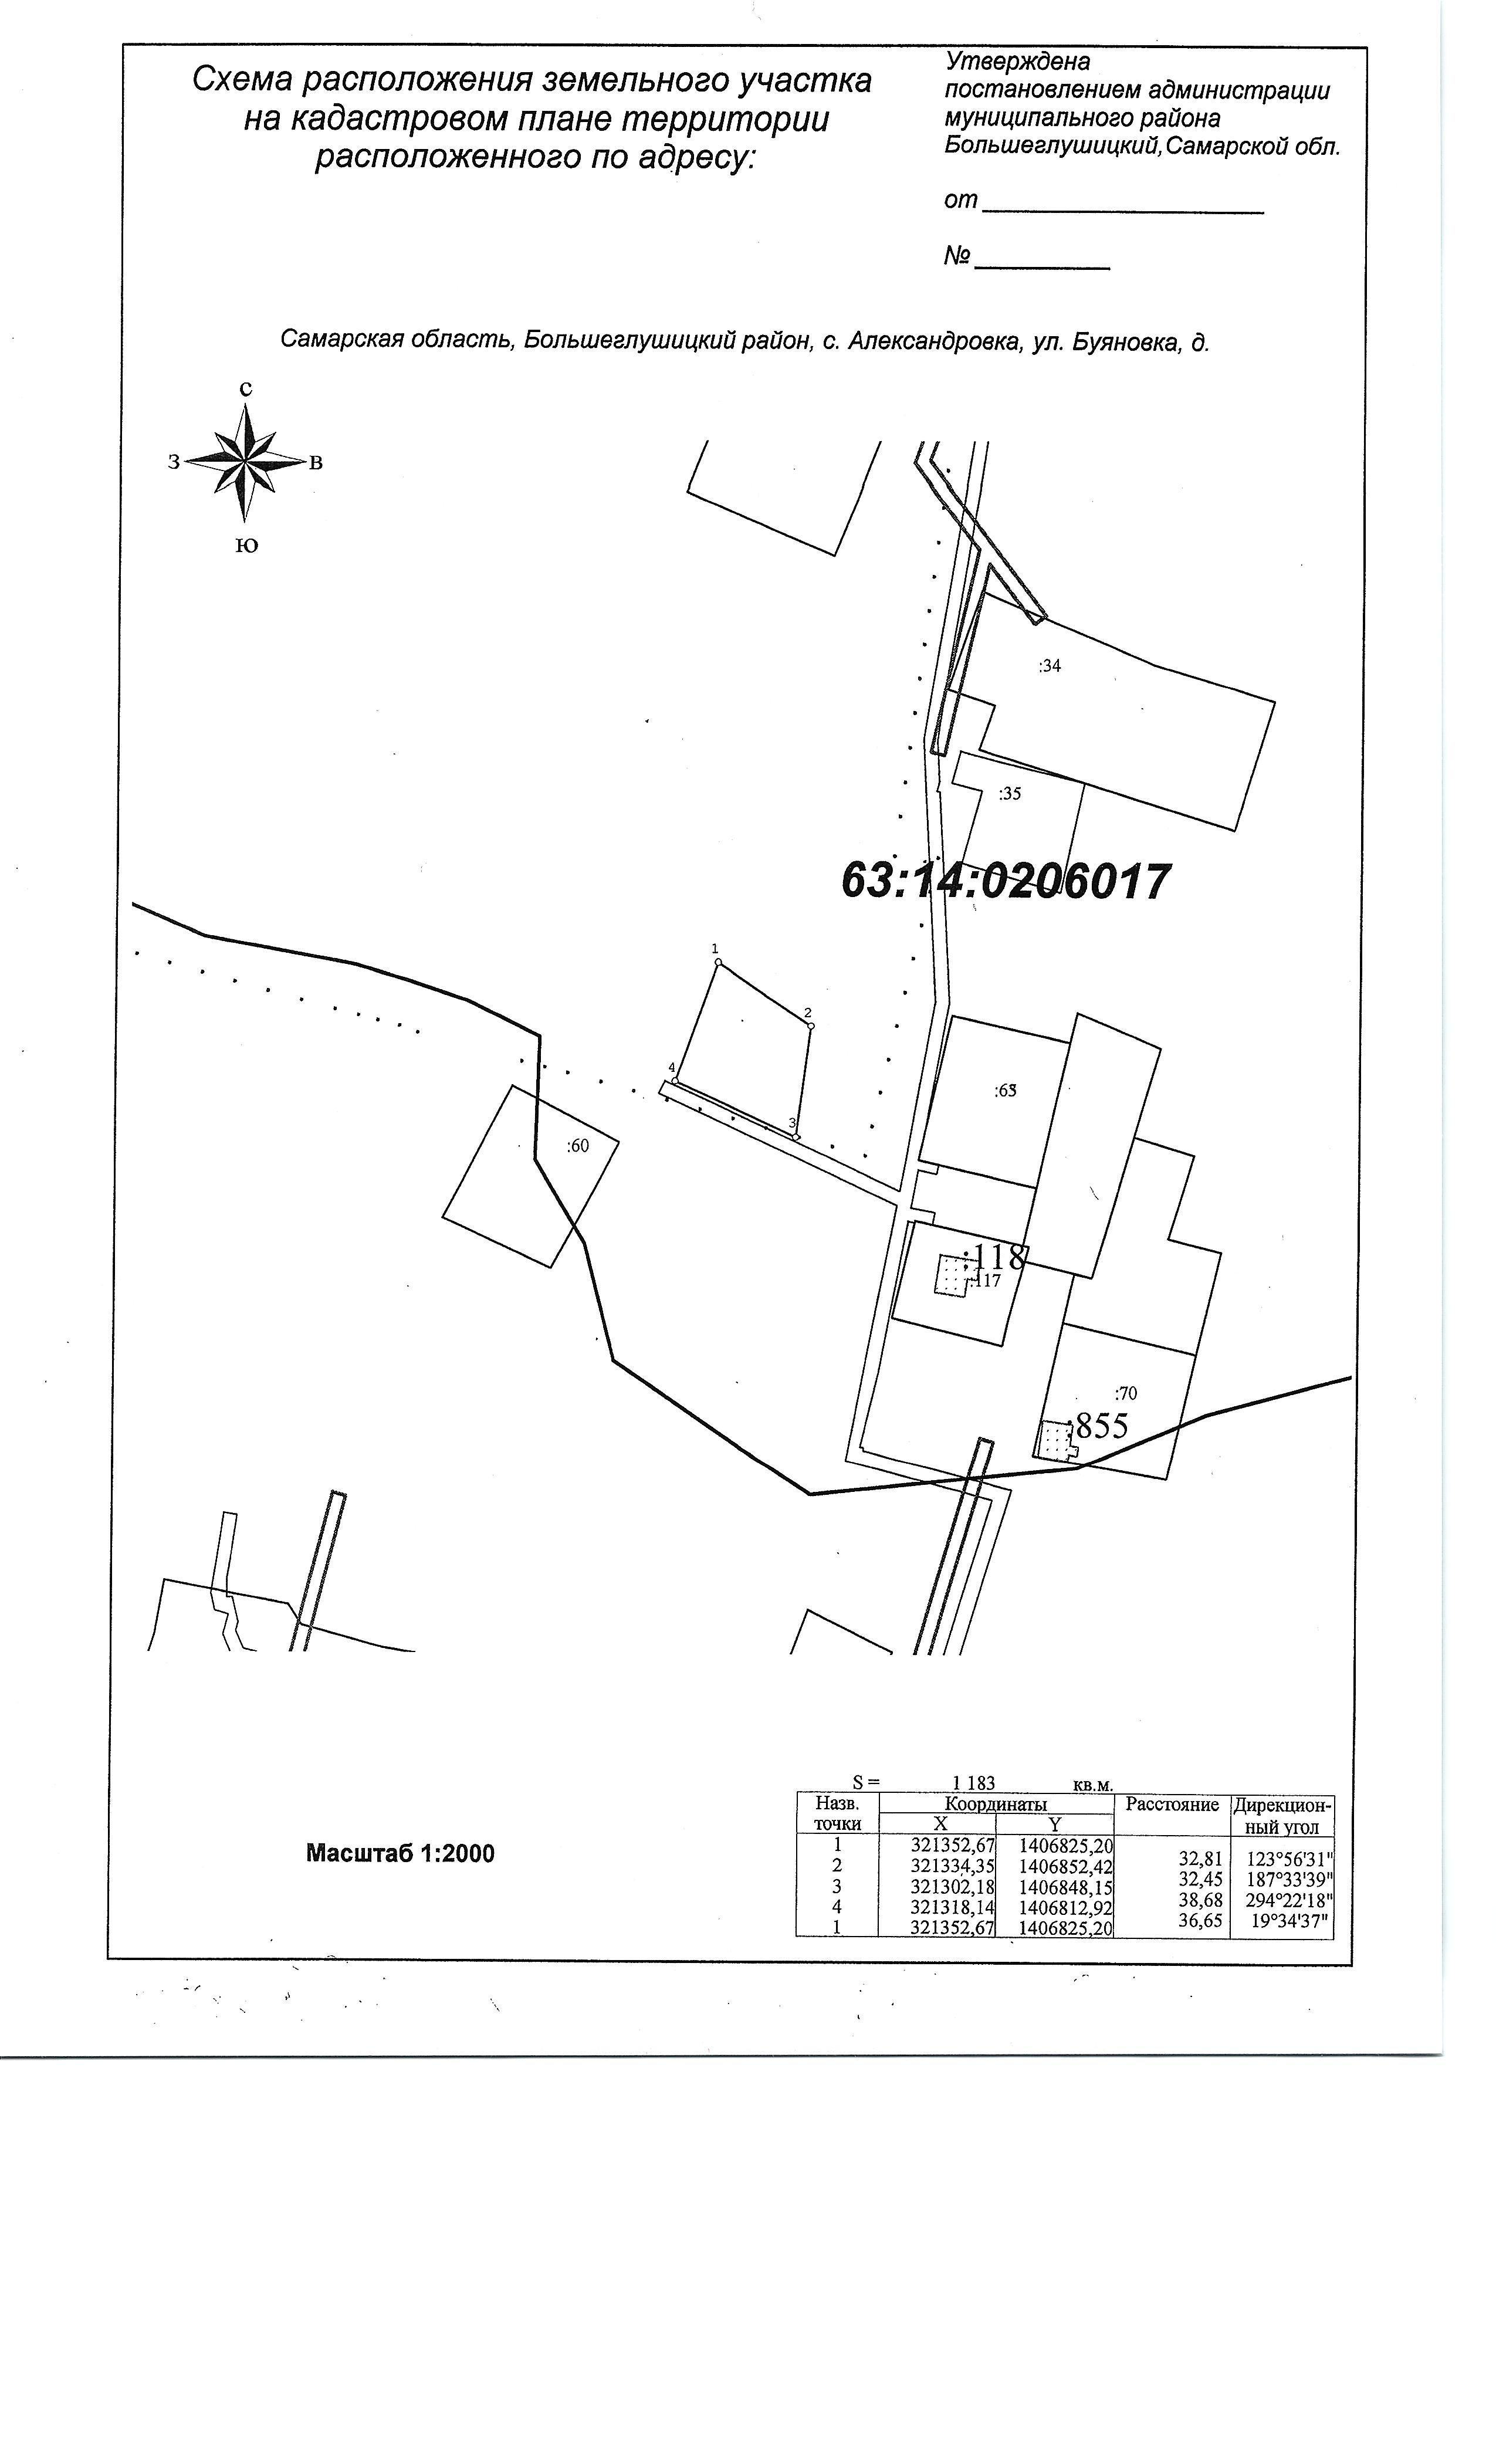 Схема расположения земельного участка
на кадастровом плане территории
расположенного по адресу:
Утверждена
постановлением администрации
муниципального района
Большеглушицкий, Самарской обл.
от
№
Самарская область, Большеглушицкий район, с. Александровка, ул. Буяновка, д.
С
З
В
Ю
:34
:35
63:14:0206017
1
2
4
3
:63
:60
:118
:117
:70
:855
S = 1 183 кв.м.
Назв. точки Координаты X Y Расстояние Дирекцион-ный угол
1 321352,67 1406825,20
32,81 123°56'31"
2 321334,35 1406852,42
32,45 187°33'39"
3 321302,18 1406848,15
38,68 294°22'18"
4 321318,14 1406812,92
36,65 19°34'37"
1 321352,67 1406825,20
Масштаб 1:2000